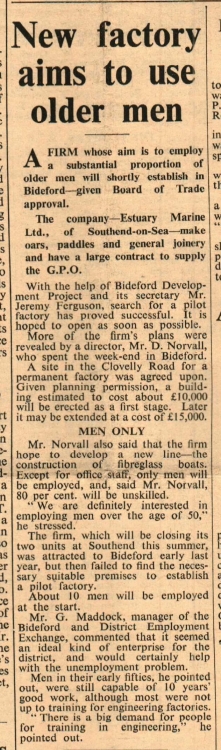 New factory
aims to use
older men
A FIRM whose aim is to employ
a substantial proportion of
older men will shortly establish in
Bideford—given Board of Trade
approval.
The company—Estuary Marine
Ltd., of Southend-on-Sea—make
oars, paddles and general joinery
and have a large contract to supply
the G.P.O.
With the help of Bideford Develop-
ment Project and its secretary Mr.
Jeremy Ferguson, search for a pilot
factory has proved successful. It is
hoped to open as soon as possible.
More of the firm's plans were
revealed by a director, Mr. D. Norvall,
who spent the week-end in Bideford.
A site in the Clovelly Road for a
permanent factory was agreed upon.
Given planning permission, a build-
ing estimated to cost about £10,000
will be erected as a first stage. Later
it may be extended at a cost of £15,000.
MEN ONLY
Mr. Norvall also said that the firm
hope to develop a new line—the
construction of fibreglass boats.
Except for office staff, only men will
be employed, and, said Mr. Norvall,
80 per cent. will be unskilled.
"We are definitely interested in
employing men over the age of 50,"
he stressed.
The firm, which will be closing its
two units at Southend this summer,
was attracted to Bideford early last
year, but then failed to find the neces-
sary suitable premises to establish
a pilot factory.
About 10 men will be employed
at the start.
Mr. G. Maddock, manager of the
Bideford and District Employment
Exchange, commented that it seemed
an ideal kind of enterprise for the
district, and would certainly help
with the unemployment problem.
Men in their early fifties, he pointed
out, were still capable of 10 years'
good work, although most were not
up to training for engineering factories.
"There is a big demand for people
for training in engineering," he
pointed out.